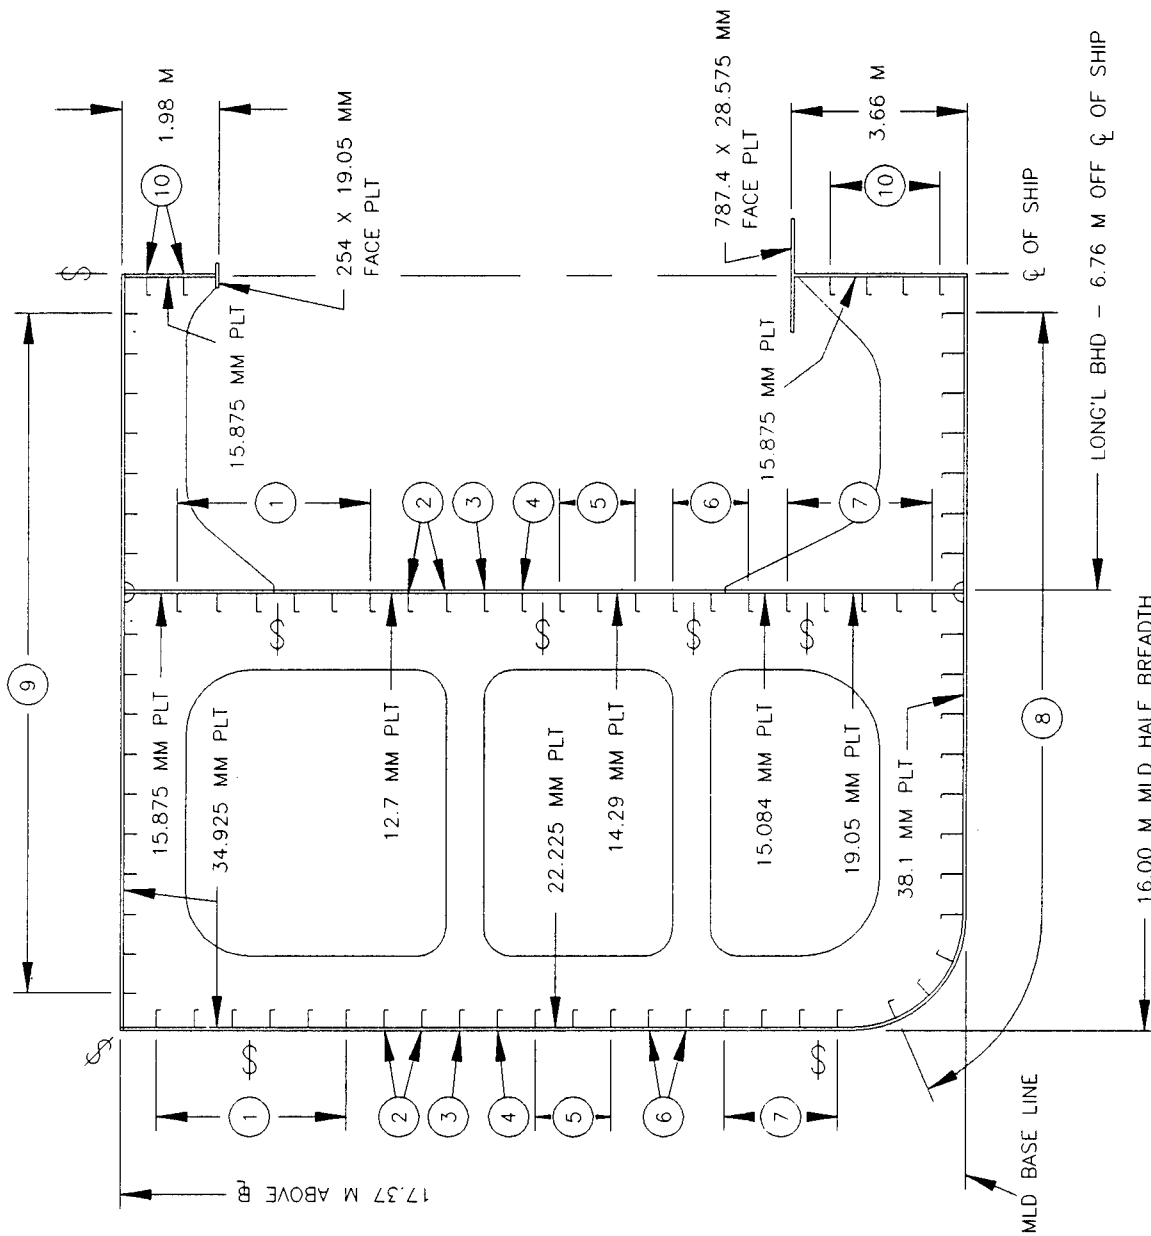 1.98 M
10
254 X 19.05 MM
FACE PLT
15.875 MM PLT
9
1
2
3
4
5
6
7
15.875 MM PLT
34.925 MM PLT
12.7 MM PLT
22.225 MM PLT
14.29 MM PLT
15.084 MM PLT
19.05 MM PLT
38.1 MM PLT
15.875 MM PLT
787.4 X 28.575 MM
FACE PLT
3.66 M
10
℄ OF SHIP
LONG'L BHD – 6.76 M OFF ℄ OF SHIP
8
16.00 M MLD HALF BREADTH
1
2
3
4
5
6
7
17.37 M ABOVE BL
MLD BASE LINE